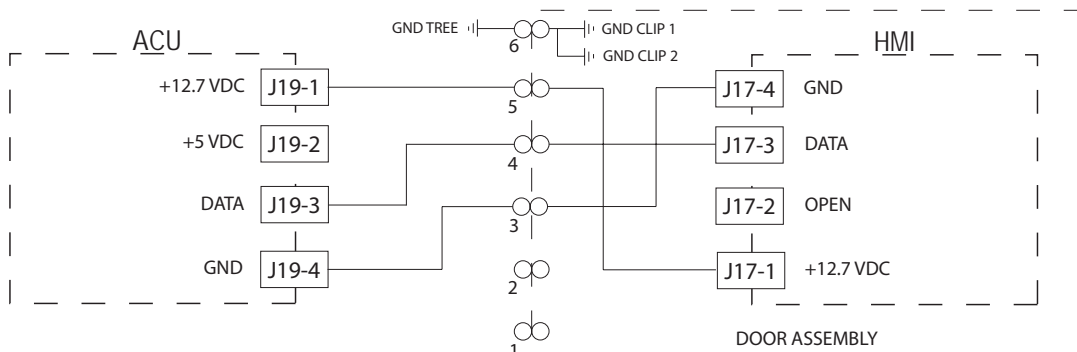 GND TREE
6
GND CLIP 1
GND CLIP 2
ACU
HMI
+12.7 VDC
J19-1
5
J17-4
GND
+5 VDC
J19-2
4
J17-3
DATA
DATA
J19-3
3
J17-2
OPEN
GND
J19-4
2
J17-1
+12.7 VDC
1
DOOR ASSEMBLY